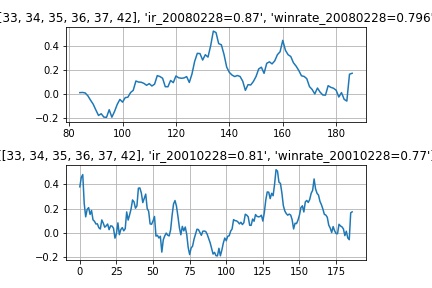 [33, 34, 35, 36, 37, 42], 'ir_20080228=0.87', 'winrate_20080228=0.796'
0.4
0.2
0.0
−0.2
80 100 120 140 160 180
[[33, 34, 35, 36, 37, 42], 'ir_20010228=0.81', 'winrate_20010228=0.77']
0.4
0.2
0.0
−0.2
0 25 50 75 100 125 150 175